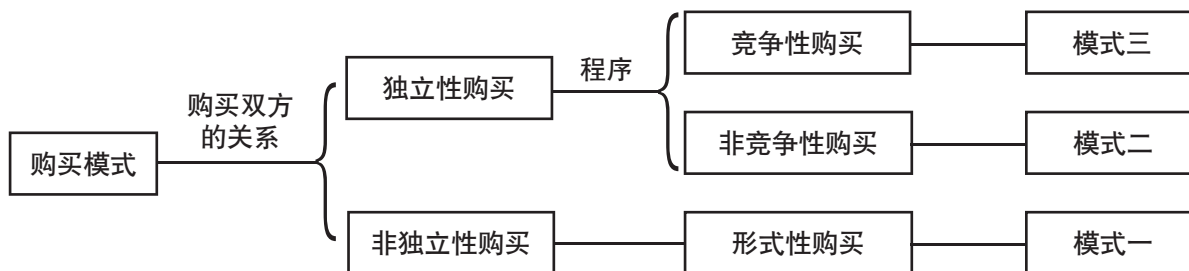 竞争性购买
模式三
独立性购买
程序
购买双方
的关系
非竞争性购买
模式二
购买模式
非独立性购买
形式性购买
模式一